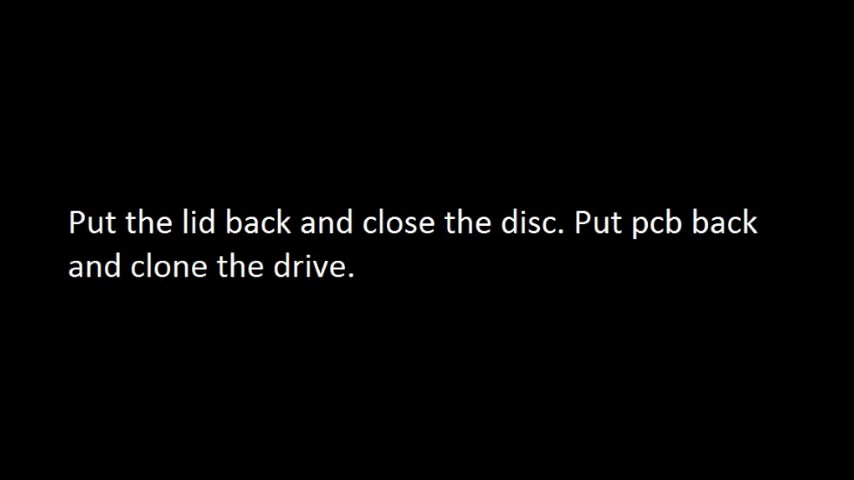 Put the lid back and close the disc. Put pcb back
and clone the drive.